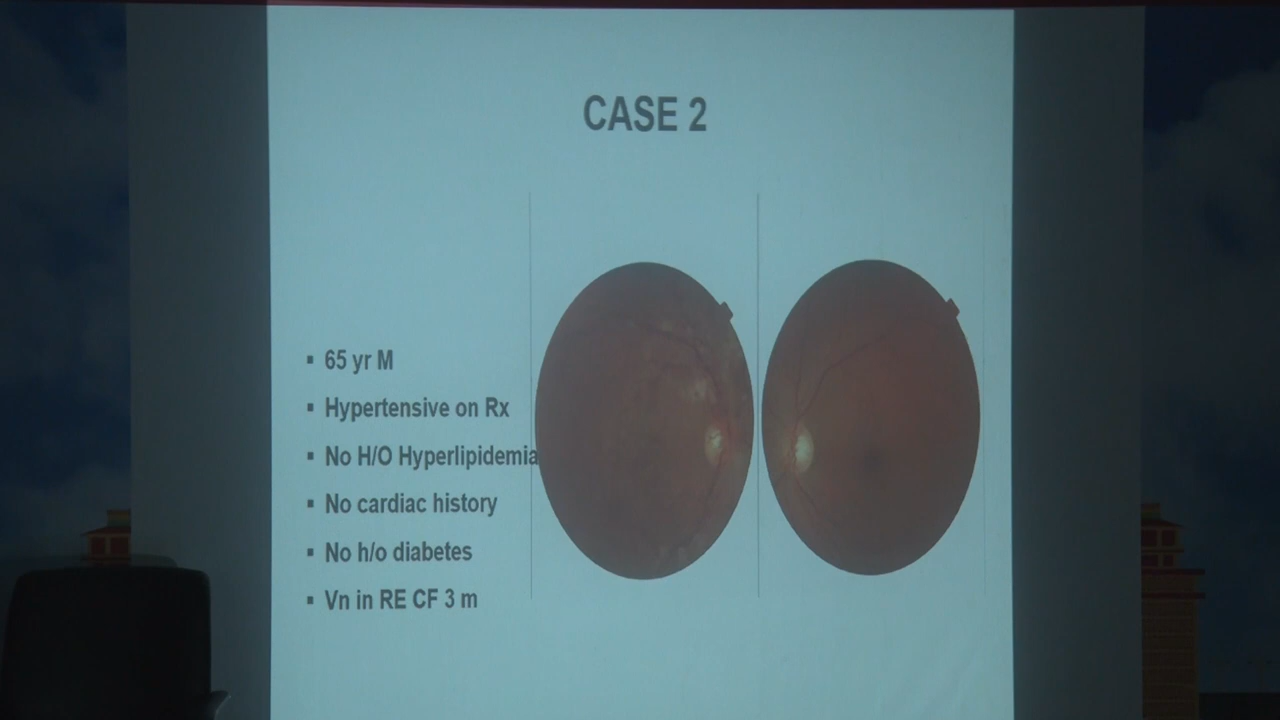 CASE 2
▪ 65 yr M
▪ Hypertensive on Rx
▪ No H/O Hyperlipidemia
▪ No cardiac history
▪ No h/o diabetes
▪ Vn in RE CF 3 m